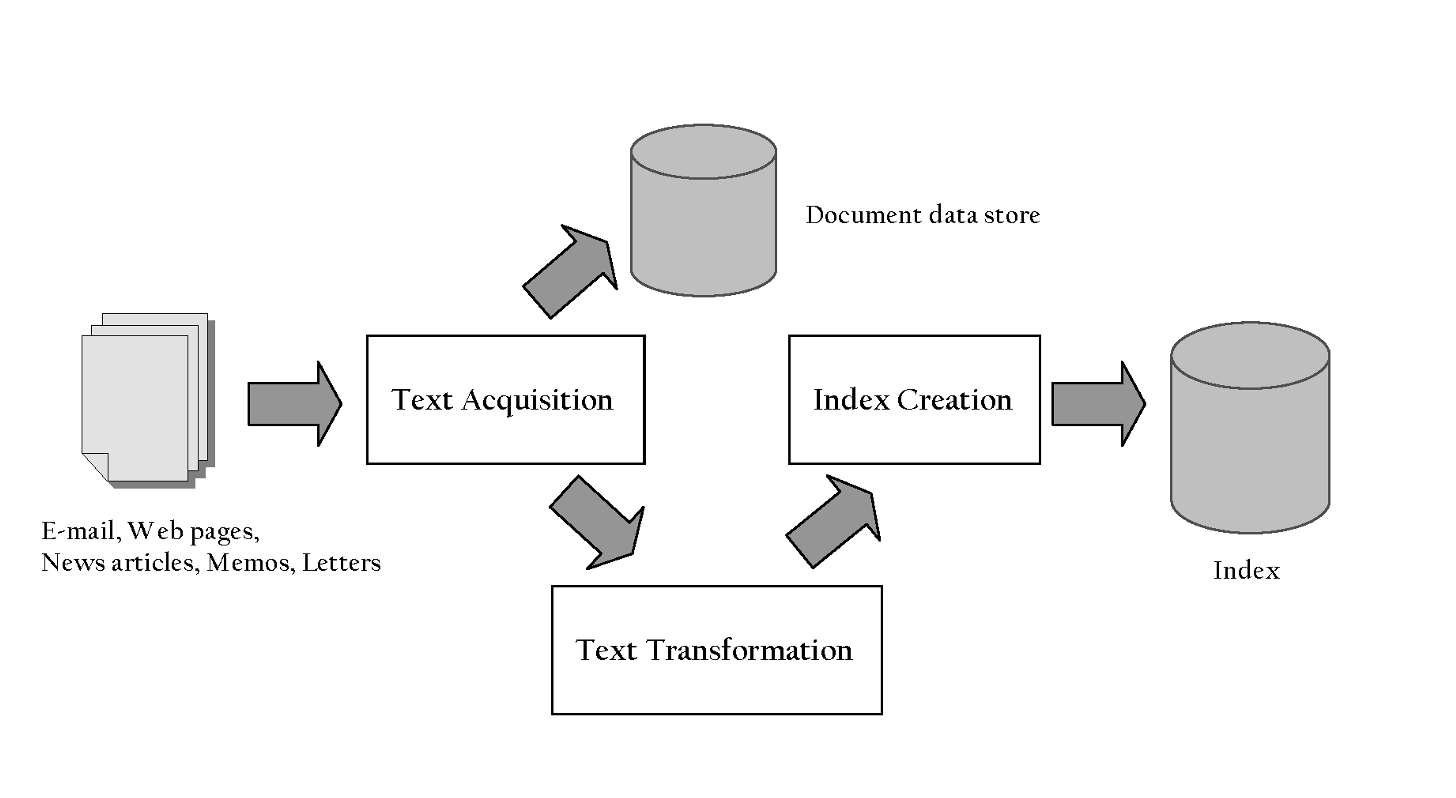 Document data store
Text Acquisition
Index Creation
E-mail, Web pages,
News articles, Memos, Letters
Index
Text Transformation